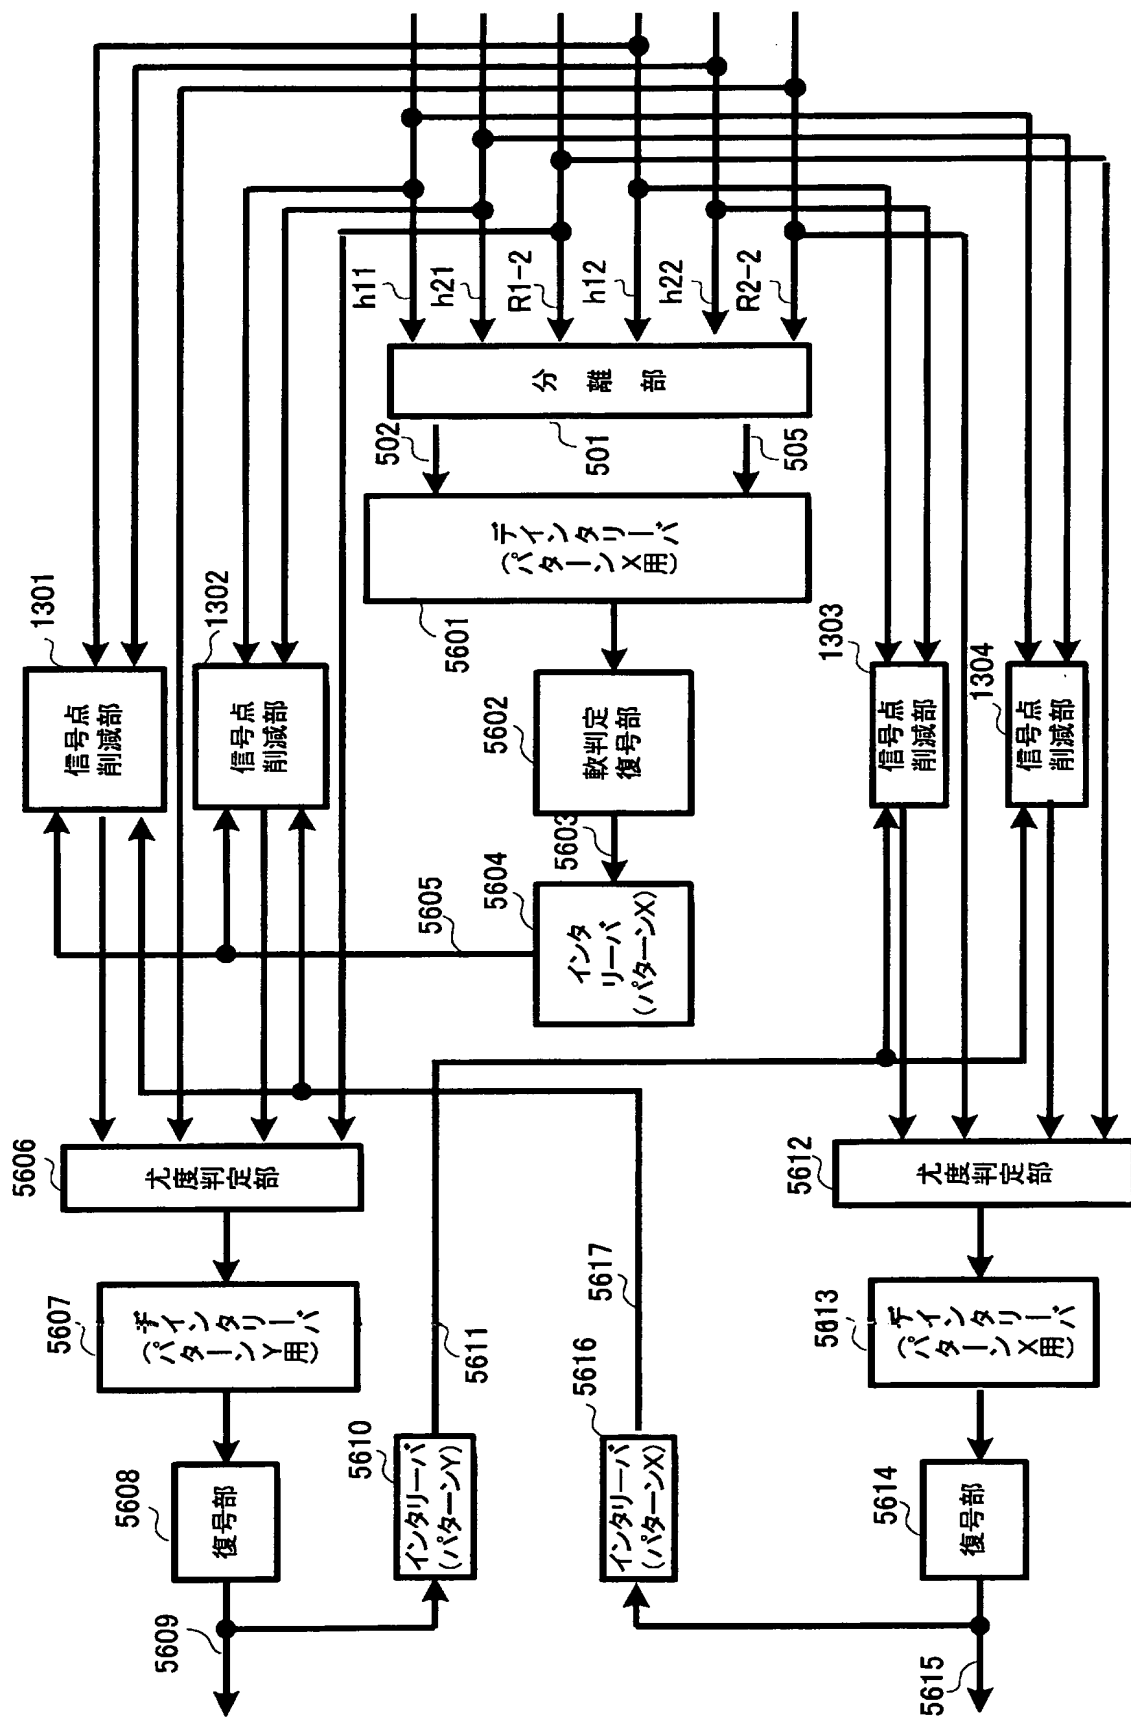 h11
h21
R1-2
h12
h22
R2-2
分離部
501
502
505
デインタリーバ
(パターンX用)
5601
軟判定
復号部
5602
5603
インタ
リーバ
(パターンX)
5604
5605
信号点
削減部
1301
信号点
削減部
1302
信号点
削減部
1303
信号点
削減部
1304
尤度判定部
5606
デインタリーバ
(パターンY用)
5607
復号部
5608
5609
インタリーバ
(パターンY)
5610
5611
尤度判定部
5612
デインタリーバ
(パターンX用)
5613
復号部
5614
5615
インタリーバ
(パターンX)
5616
5617